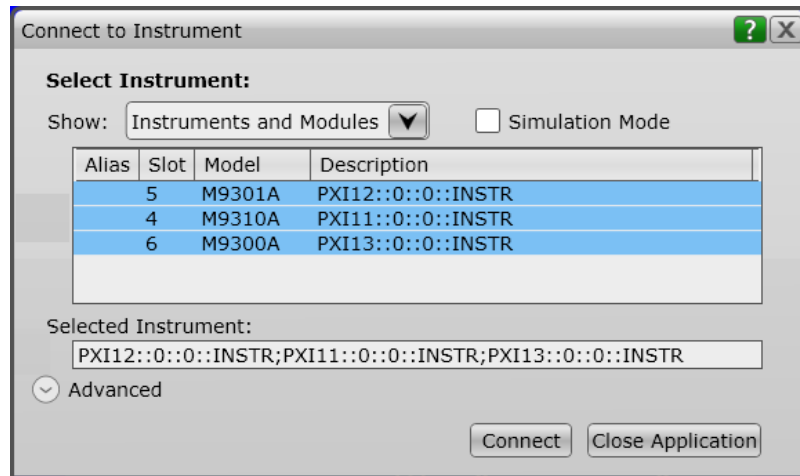 Connect to Instrument ? X
Select Instrument:
Show: Instruments and Modules Simulation Mode
Alias Slot Model Description
5 M9301A PXI12::0::0::INSTR
4 M9310A PXI11::0::0::INSTR
6 M9300A PXI13::0::0::INSTR
Selected Instrument:
PXI12::0::0::INSTR;PXI11::0::0::INSTR;PXI13::0::0::INSTR
Advanced
Connect Close Application